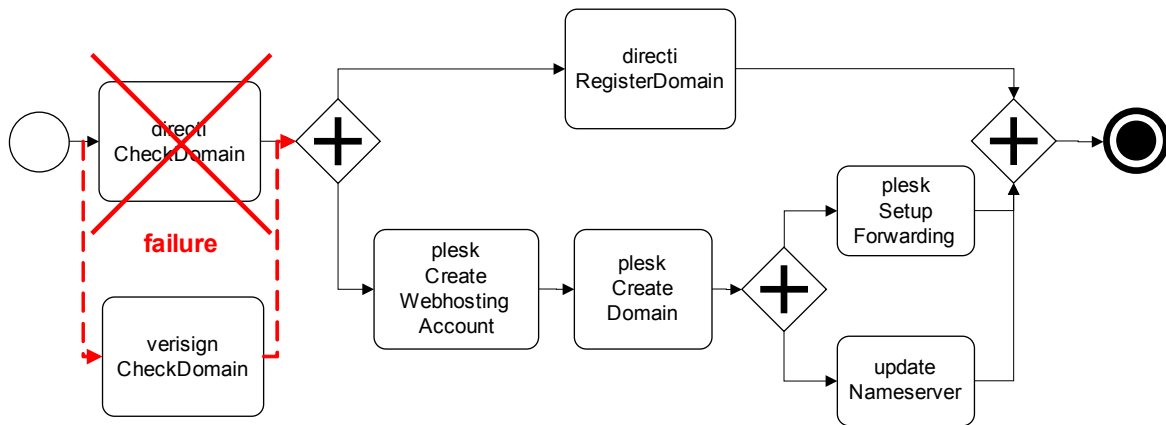 directi
CheckDomain
failure
verisign
CheckDomain
directi
RegisterDomain
plesk
Create
Webhosting
Account
plesk
Create
Domain
plesk
Setup
Forwarding
update
Nameserver